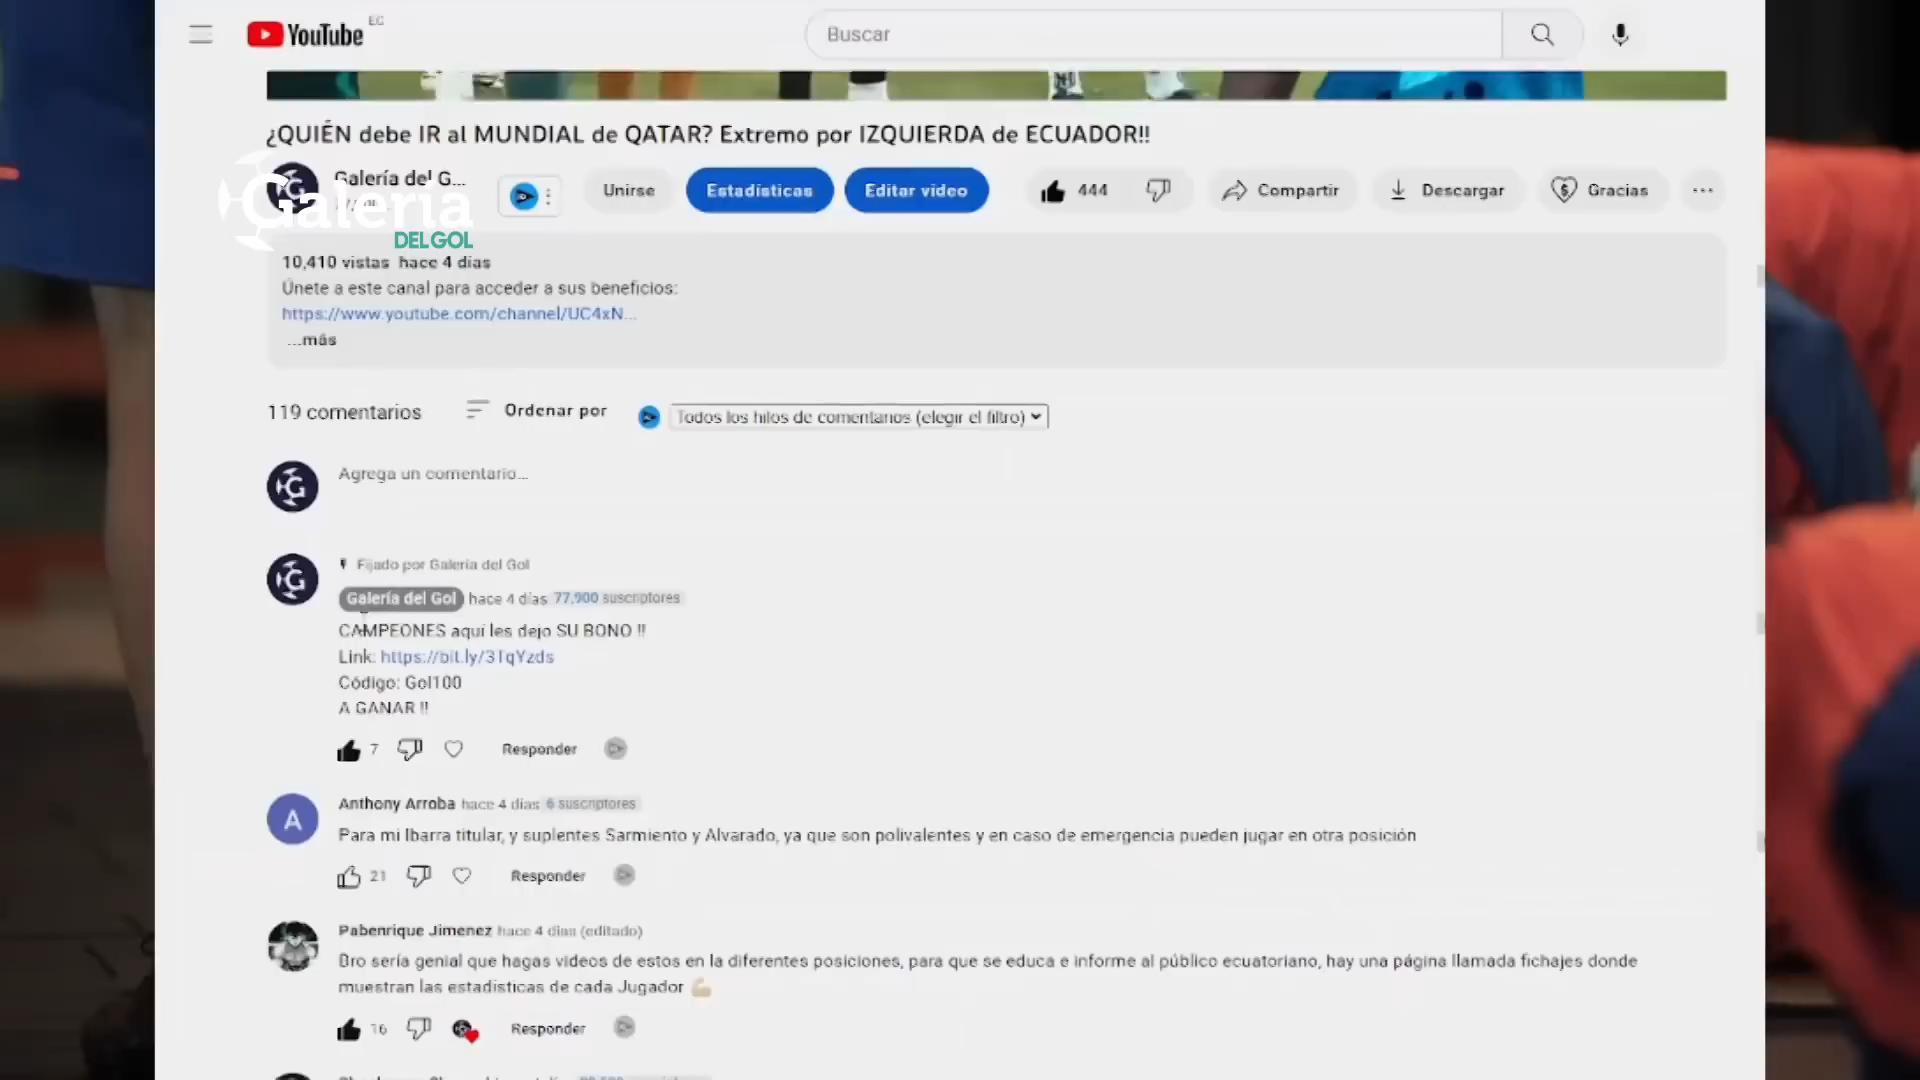 YouTube EC
Buscar
¿QUIÉN debe IR al MUNDIAL de QATAR? Extremo por IZQUIERDA de ECUADOR!!
Galería del G...
Galería
DEL GOL
Unirse
Estadísticas
Editar video
444
Compartir
Descargar
Gracias
10,410 vistas hace 4 días
Únete a este canal para acceder a sus beneficios:
https://www.youtube.com/channel/UC4xN...
...más
119 comentarios
Ordenar por
Todos los hilos de comentarios (elegir el filtro)
Agrega un comentario...
Fijado por Galería del Gol
Galería del Gol hace 4 días 77,900 suscriptores
CAMPEONES aquí les dejo SU BONO !!
Link: https://bit.ly/3TqYzds
Código: Gol100
A GANAR !!
7
Responder
A
Anthony Arroba hace 4 días 6 suscriptores
Para mi Ibarra titular, y suplentes Sarmiento y Alvarado, ya que son polivalentes y en caso de emergencia pueden jugar en otra posición
21
Responder
Pabenrique Jimenez hace 4 días (editado)
Bro sería genial que hagas videos de estos en la diferentes posiciones, para que se educa e informe al público ecuatoriano, hay una página llamada fichajes donde
muestran las estadísticas de cada Jugador 💪🏼
16
Responder